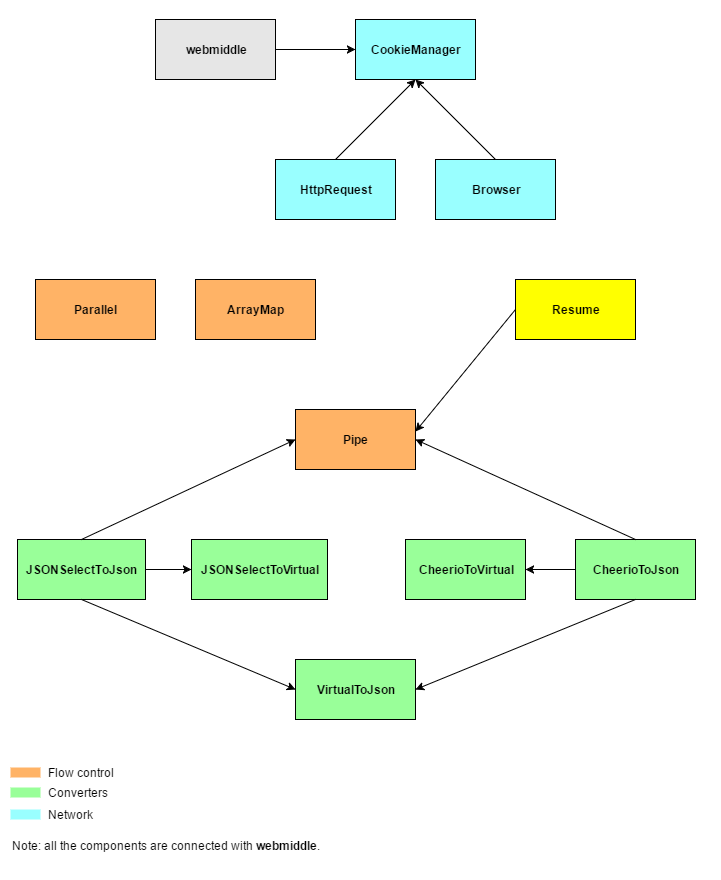 webmiddle
CookieManager
HttpRequest
Browser
Parallel
ArrayMap
Resume
Pipe
JSONSelectToJson
JSONSelectToVirtual
CheerioToVirtual
CheerioToJson
VirtualToJson
Flow control
Converters
Network
Note: all the components are connected with webmiddle.